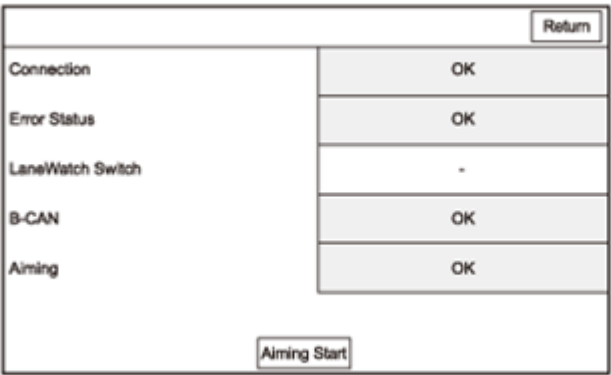 Return
Connection OK
Error Status OK
LaneWatch Switch -
B-CAN OK
Aiming OK
Aiming Start